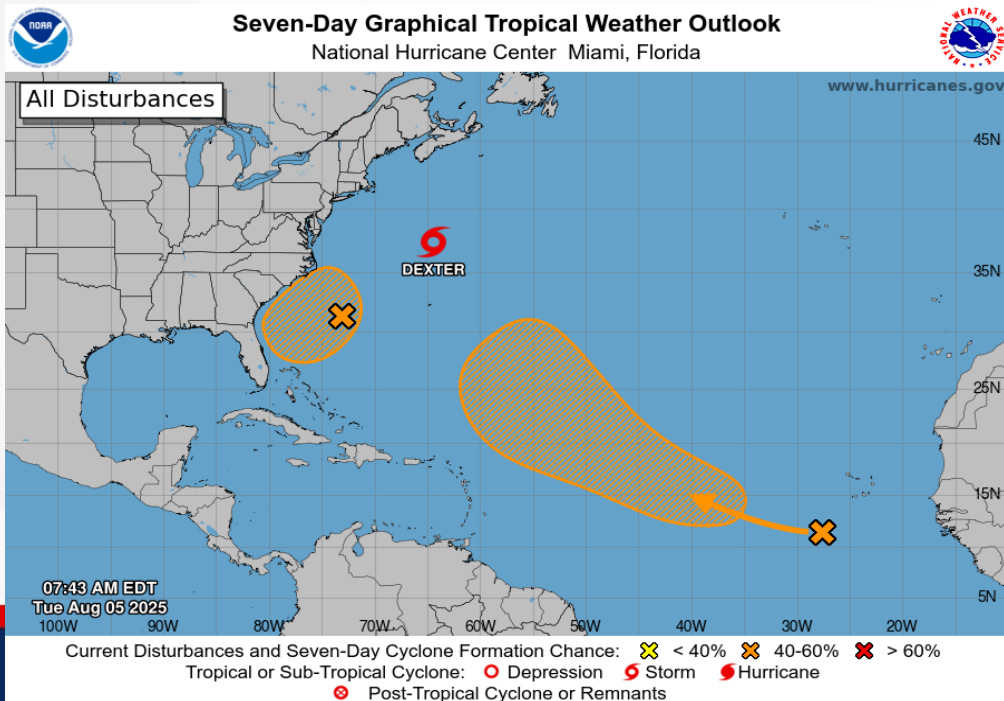 Seven-Day Graphical Tropical Weather Outlook
National Hurricane Center Miami, Florida
NOAA
NATIONAL WEATHER SERVICE
All Disturbances
www.hurricanes.gov
45N
DEXTER
35N
25N
15N
07:43 AM EDT
Tue Aug 05 2025
5N
100W 90W 80W 70W 60W 50W 40W 30W 20W
Current Disturbances and Seven-Day Cyclone Formation Chance: < 40% 40-60% > 60%
Tropical or Sub-Tropical Cyclone: Depression Storm Hurricane
Post-Tropical Cyclone or Remnants